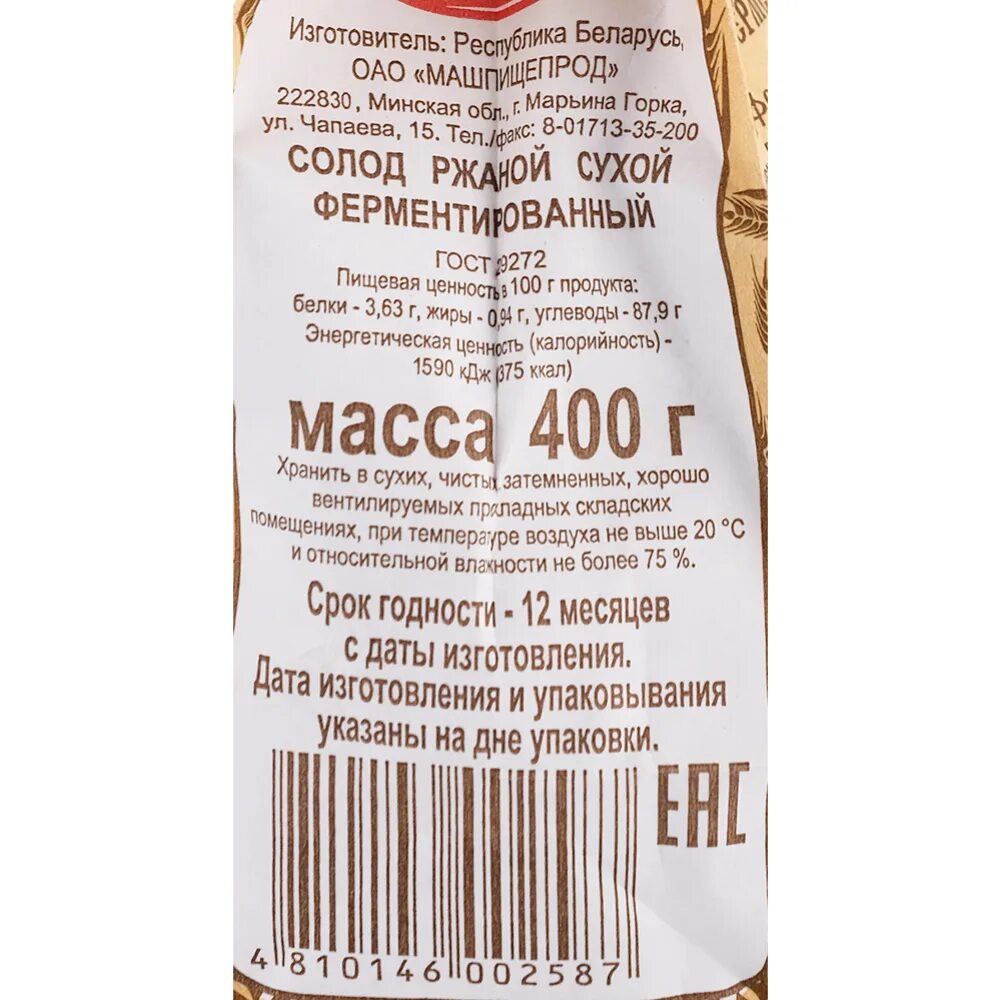 Изготовитель: Республика Беларусь,
ОАО «МАШПИЩЕПРОД»
222830, Минская обл., г. Марьина Горка,
ул. Чапаева, 15. Тел./факс: 8-01713-35-200
СОЛОД РЖАНОЙ СУХОЙ
ФЕРМЕНТИРОВАННЫЙ
ГОСТ 29272
Пищевая ценность в 100 г продукта:
белки - 3,63 г, жиры - 0,94 г, углеводы - 87,9 г
Энергетическая ценность (калорийность) -
1590 кДж (375 ккал)
масса 400 г
Хранить в сухих, чистых, затемненных, хорошо
вентилируемых прохладных складских
помещениях, при температуре воздуха не выше 20 °С
и относительной влажности не более 75 %.
Срок годности - 12 месяцев
с даты изготовления.
Дата изготовления и упаковывания
указаны на дне упаковки.
EAC
4 810146 002587